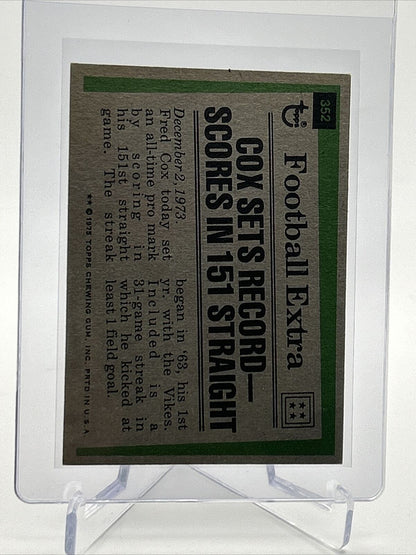 352
topps
Football Extra
COX SETS RECORD—
SCORES IN 151 STRAIGHT
December 2, 1973
Fred Cox today set
an all-time pro mark
by scoring in
his 151st straight
game. The streak
began in '63, his 1st
yr. with the Vikes.
Included is a
31-game streak in
which he kicked at
least 1 field goal.
** © 1975 TOPPS CHEWING GUM, INC. PRTD IN U.S.A.